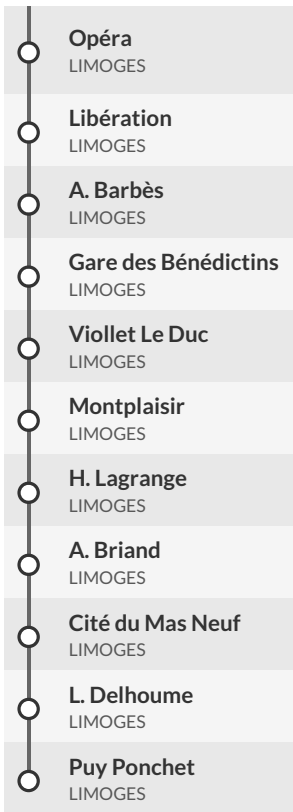 Opéra
LIMOGES
Libération
LIMOGES
A. Barbès
LIMOGES
Gare des Bénédictins
LIMOGES
Viollet Le Duc
LIMOGES
Montplaisir
LIMOGES
H. Lagrange
LIMOGES
A. Briand
LIMOGES
Cité du Mas Neuf
LIMOGES
L. Delhoume
LIMOGES
Puy Ponchet
LIMOGES